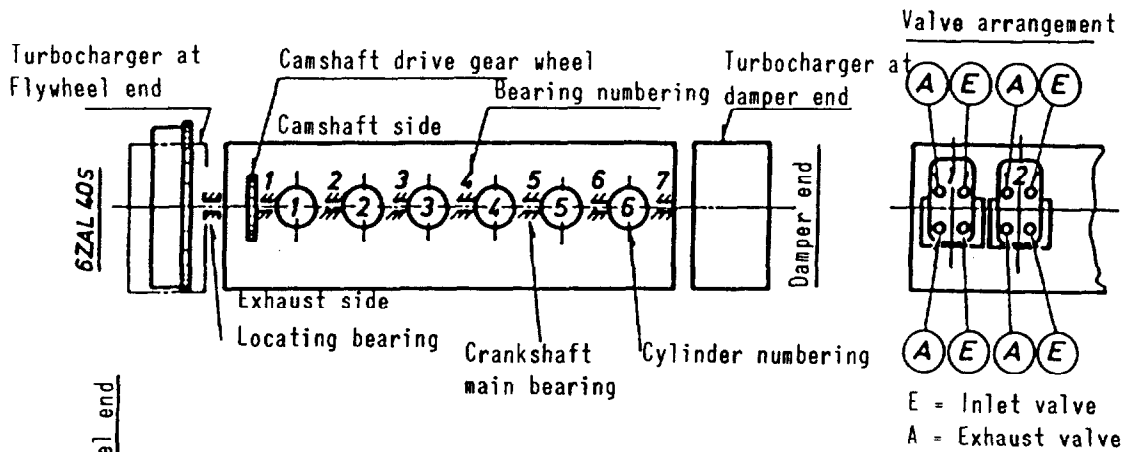 Valve arrangement
Turbocharger at
Flywheel end
Camshaft drive gear wheel
Bearing numbering
Turbocharger at
damper end
A E A E
Camshaft side
6ZAL 40S
1 2 3 4 5 6 7
1 2 3 4 5 6
Damper end
1 2
Exhaust side
Locating bearing
Crankshaft
main bearing
Cylinder numbering
A E A E
E = Inlet valve
A = Exhaust valve
el end